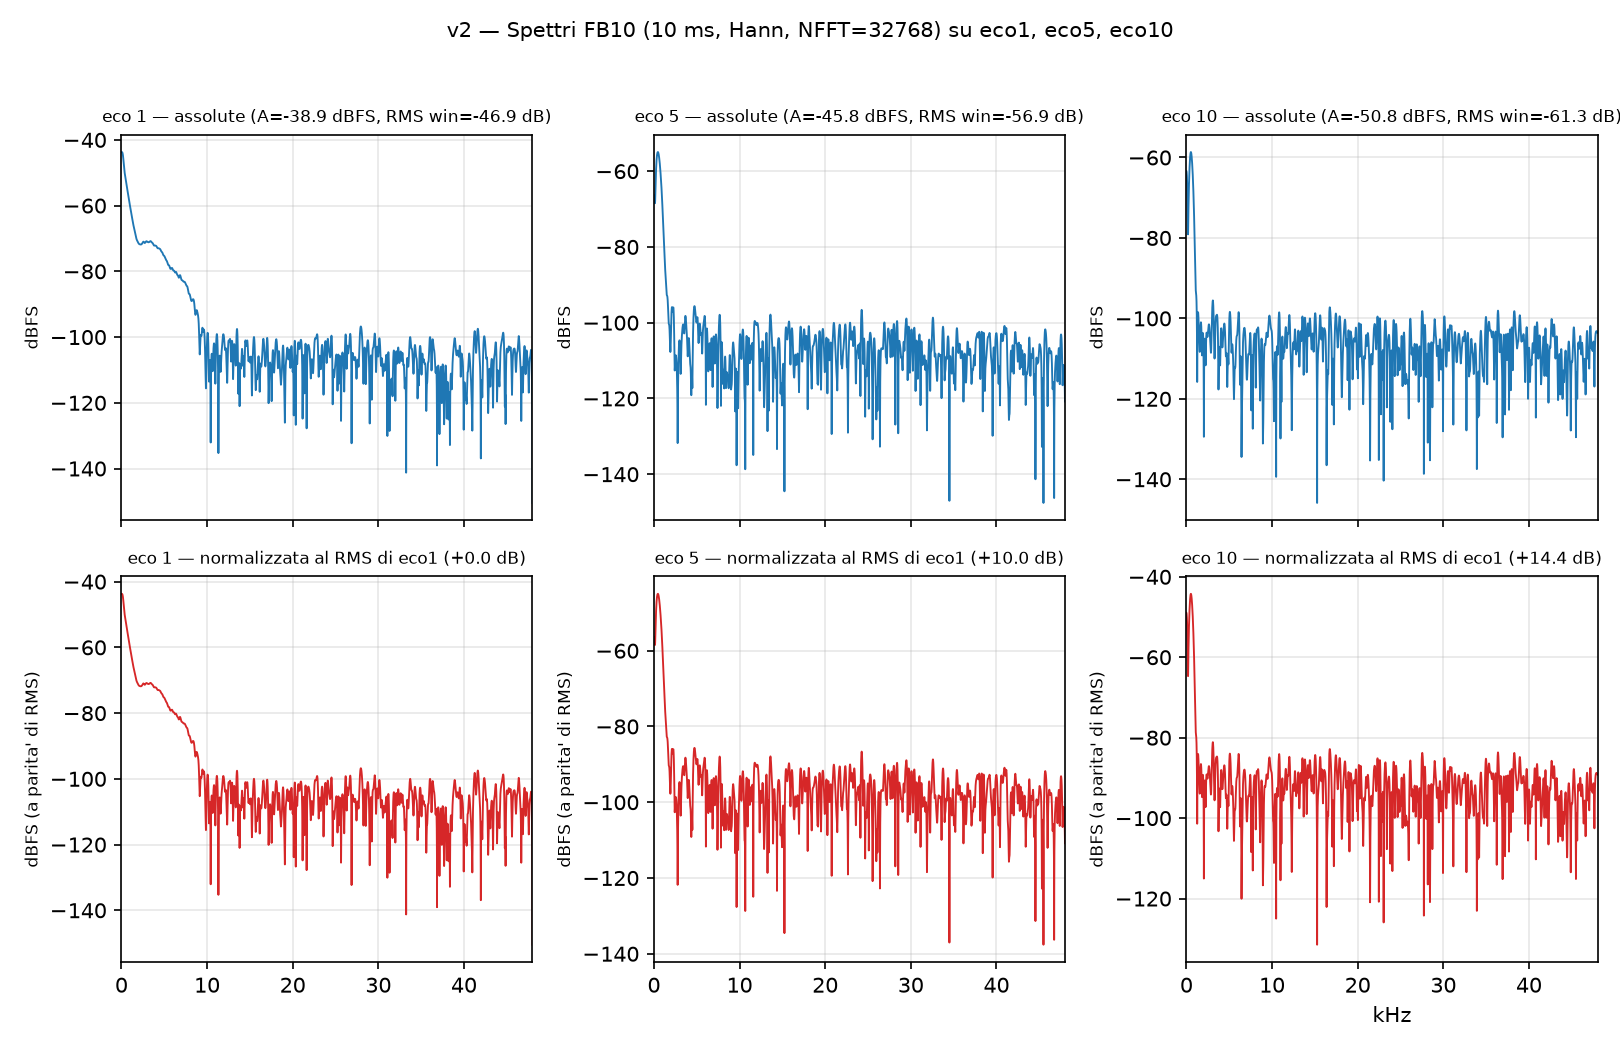 v2 — Spettri FB10 (10 ms, Hann, NFFT=32768) su eco1, eco5, eco10
eco 1 — assolute (A=-38.9 dBFS, RMS win=-46.9 dB)
eco 5 — assolute (A=-45.8 dBFS, RMS win=-56.9 dB)
eco 10 — assolute (A=-50.8 dBFS, RMS win=-61.3 dB)
dBFS
−40
−60
−80
−100
−120
−140
dBFS
−60
−80
−100
−120
−140
dBFS
−60
−80
−100
−120
−140
eco 1 — normalizzata al RMS di eco1 (+0.0 dB)
eco 5 — normalizzata al RMS di eco1 (+10.0 dB)
eco 10 — normalizzata al RMS di eco1 (+14.4 dB)
dBFS (a parita' di RMS)
−40
−60
−80
−100
−120
−140
0 10 20 30 40
dBFS (a parita' di RMS)
−60
−80
−100
−120
−140
0 10 20 30 40
dBFS (a parita' di RMS)
−40
−60
−80
−100
−120
0 10 20 30 40
kHz